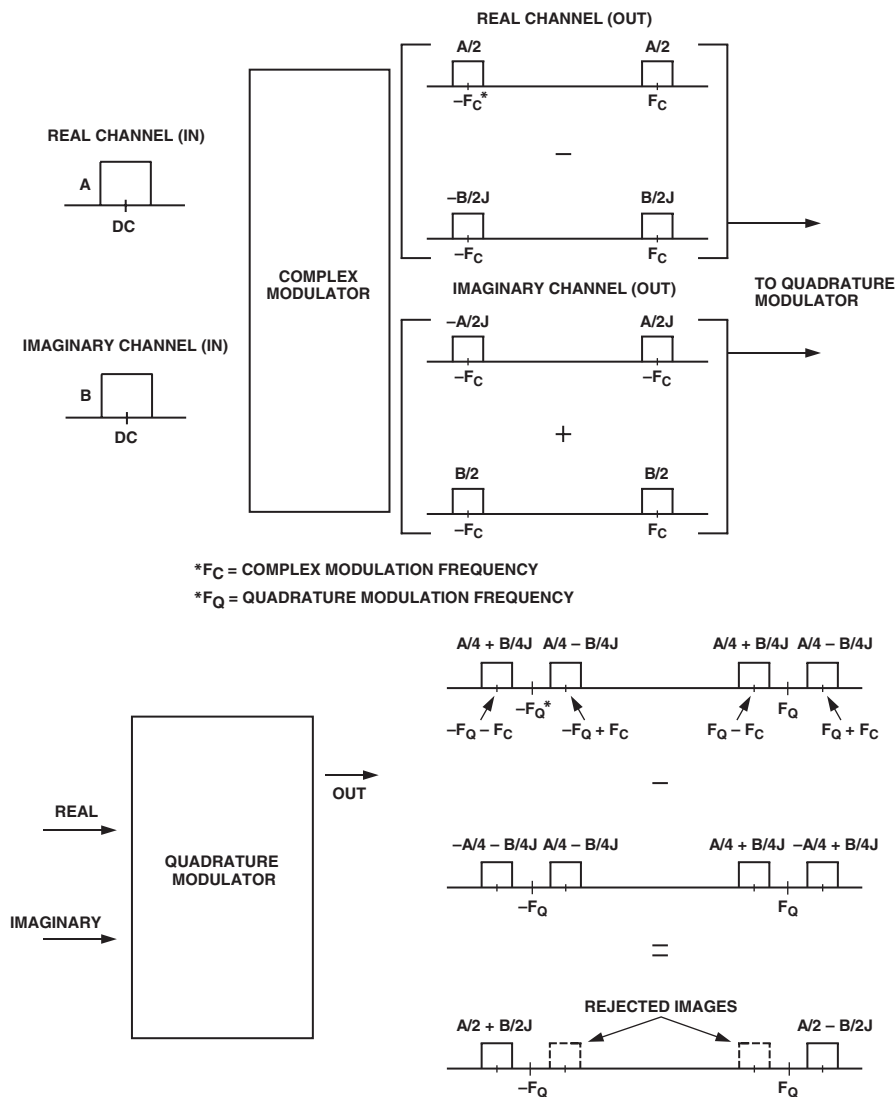 REAL CHANNEL (OUT)
A/2 A/2
–FC* FC
–
REAL CHANNEL (IN)
A
DC
–B/2J B/2J
–FC FC
COMPLEX
MODULATOR
IMAGINARY CHANNEL (OUT)
TO QUADRATURE
MODULATOR
–A/2J A/2J
–FC –FC
IMAGINARY CHANNEL (IN)
B
DC
+
B/2 B/2
–FC FC
*FC = COMPLEX MODULATION FREQUENCY
*FQ = QUADRATURE MODULATION FREQUENCY
A/4 + B/4J A/4 – B/4J A/4 + B/4J A/4 – B/4J
–FQ* FQ
–FQ – FC –FQ + FC FQ – FC FQ + FC
OUT
–
REAL
QUADRATURE
MODULATOR
–A/4 – B/4J A/4 – B/4J A/4 + B/4J –A/4 + B/4J
–FQ FQ
IMAGINARY
=
REJECTED IMAGES
A/2 + B/2J A/2 – B/2J
–FQ FQ